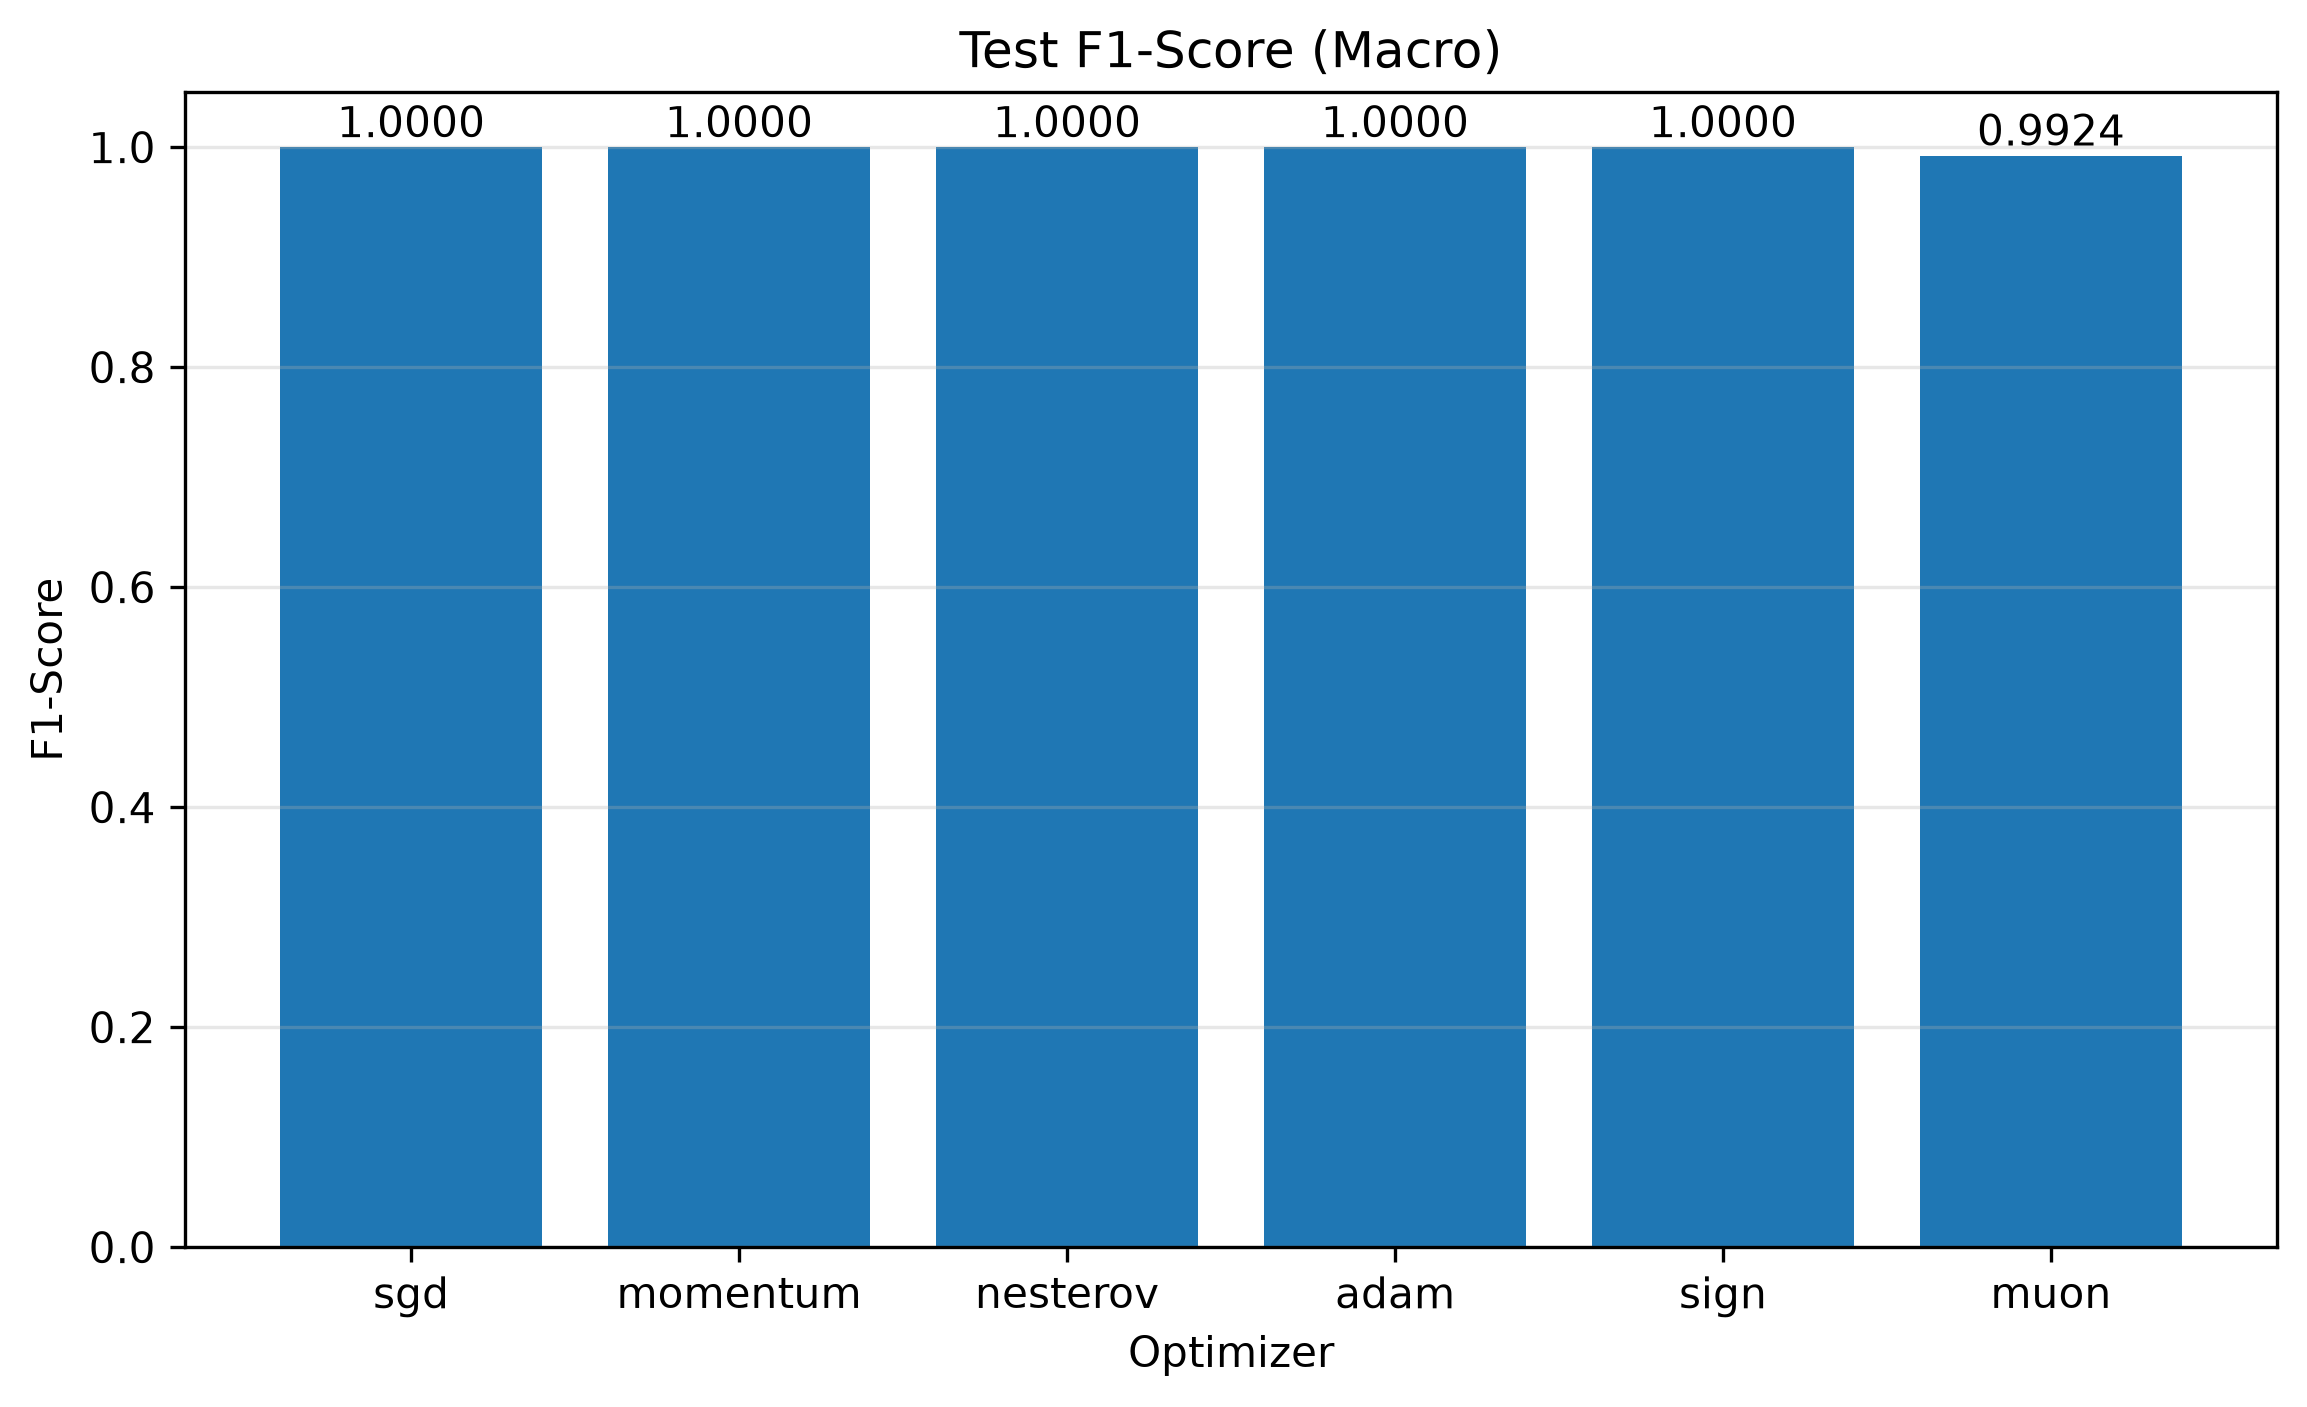 Test F1-Score (Macro)
1.0000 1.0000 1.0000 1.0000 1.0000 0.9924
1.0
0.8
0.6
0.4
0.2
0.0
F1-Score
sgd momentum nesterov adam sign muon
Optimizer